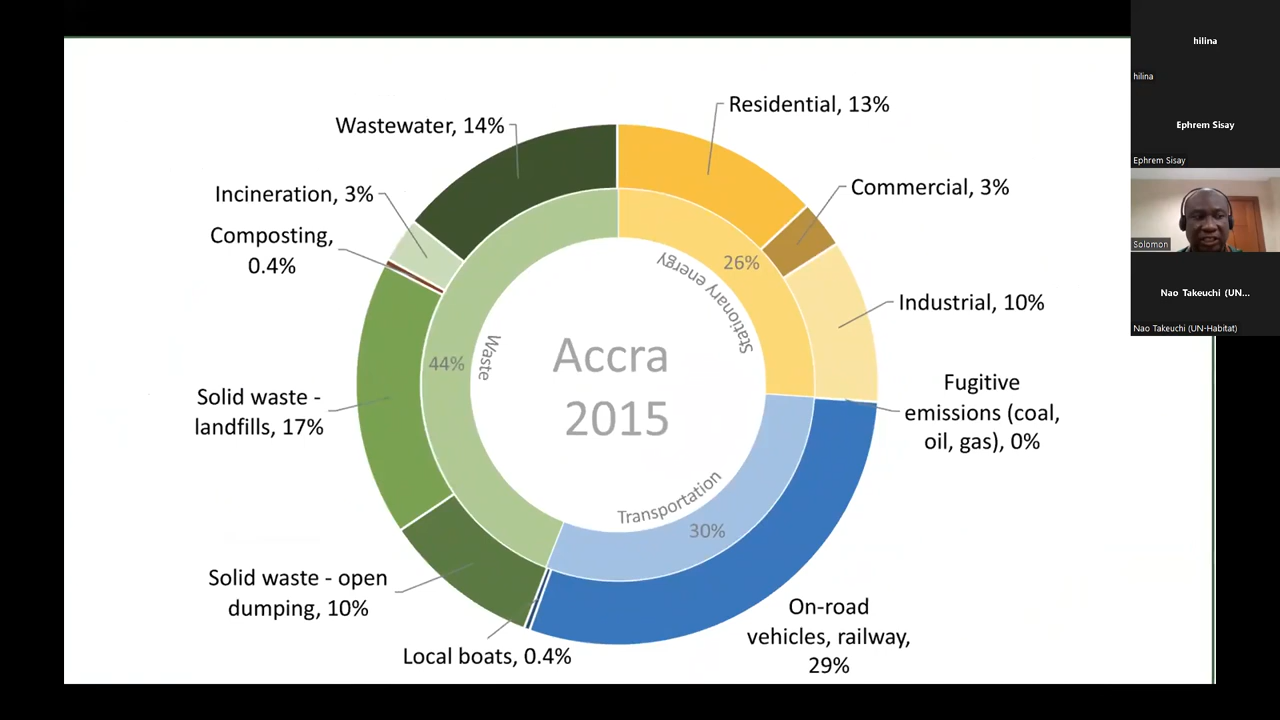 Wastewater, 14%
Residential, 13%
Incineration, 3%
Commercial, 3%
Composting,
0.4%
26%
Stationary energy
Industrial, 10%
Waste
44%
Accra
2015
Solid waste -
landfills, 17%
Fugitive
emissions (coal,
oil, gas), 0%
Transportation
30%
Solid waste - open
dumping, 10%
On-road
vehicles, railway,
29%
Local boats, 0.4%
hilina
hilina
Ephrem Sisay
Ephrem Sisay
Solomon
Nao Takeuchi (UN...
Nao Takeuchi (UN-Habitat)